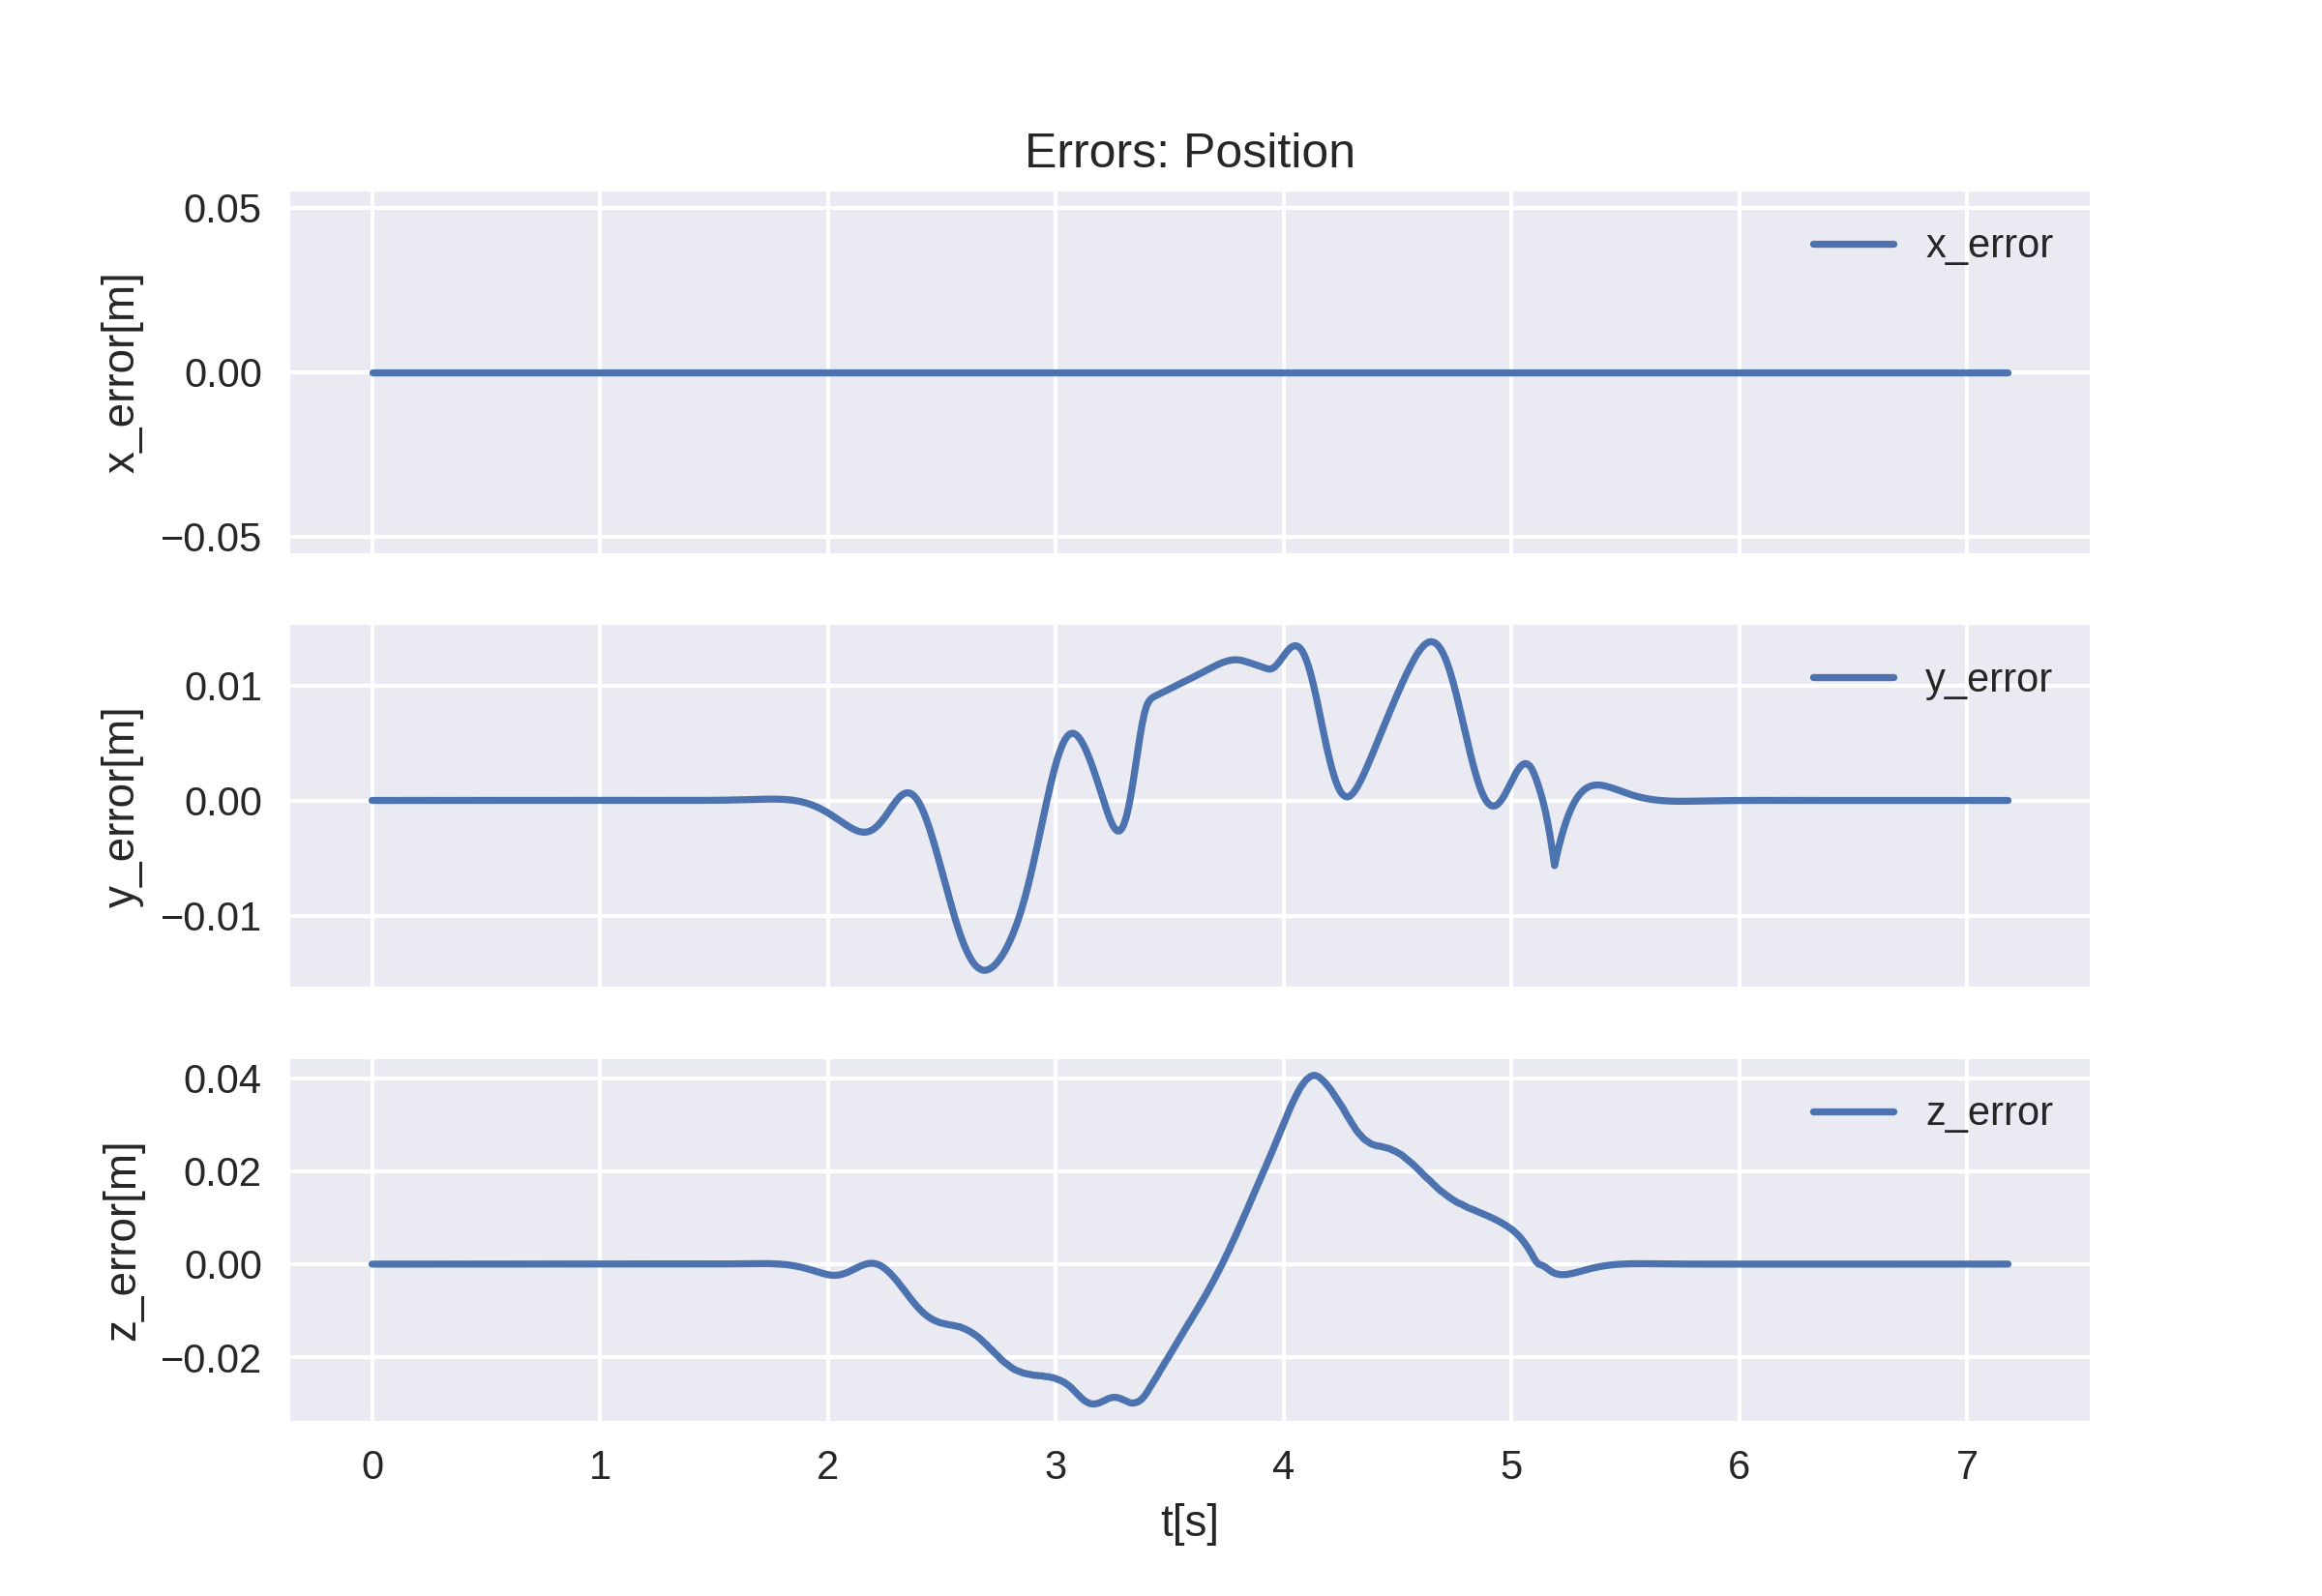 Errors: Position
0.05
0.00
−0.05
x_error[m]
x_error
0.01
0.00
−0.01
y_error[m]
y_error
0.04
0.02
0.00
−0.02
z_error[m]
z_error
0 1 2 3 4 5 6 7
t[s]